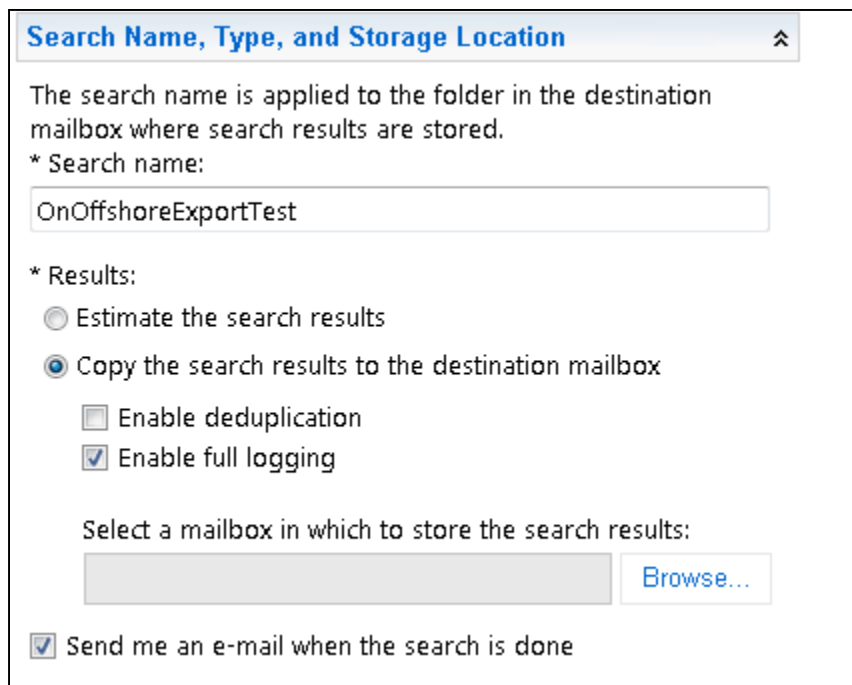 Search Name, Type, and Storage Location
The search name is applied to the folder in the destination
mailbox where search results are stored.
* Search name:
OnOffshoreExportTest
* Results:
Estimate the search results
Copy the search results to the destination mailbox
Enable deduplication
Enable full logging
Select a mailbox in which to store the search results:
Browse...
Send me an e-mail when the search is done